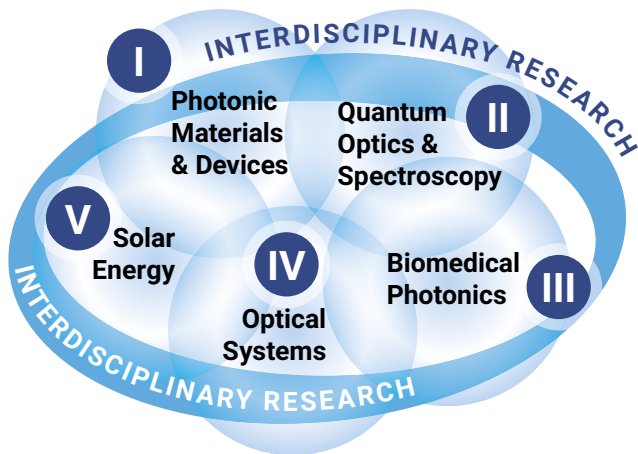 INTERDISCIPLINARY RESEARCH
I
Photonic
Materials
& Devices
II
Quantum
Optics &
Spectroscopy
V
Solar
Energy
IV
Optical
Systems
III
Biomedical
Photonics
INTERDISCIPLINARY RESEARCH